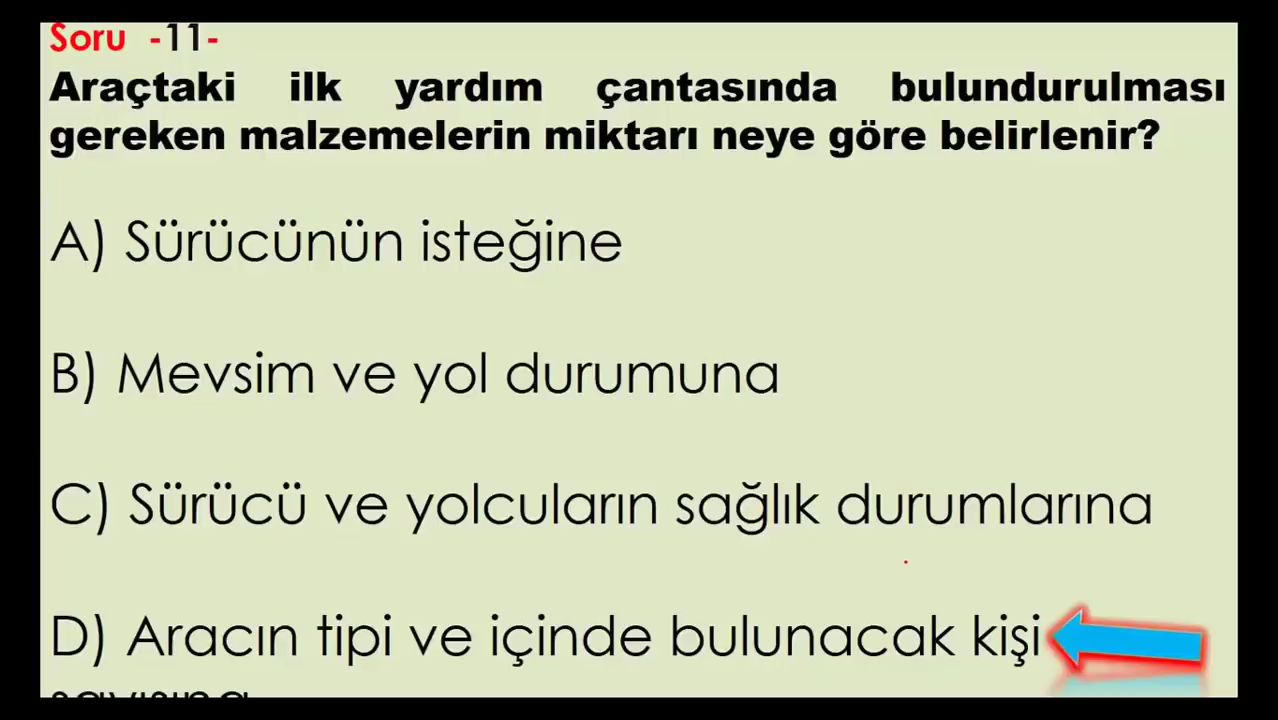 Soru -11-
Araçtaki ilk yardım çantasında bulundurulması
gereken malzemelerin miktarı neye göre belirlenir?
A) Sürücünün isteğine
B) Mevsim ve yol durumuna
C) Sürücü ve yolcuların sağlık durumlarına
D) Aracın tipi ve içinde bulunacak kişi
sayısına